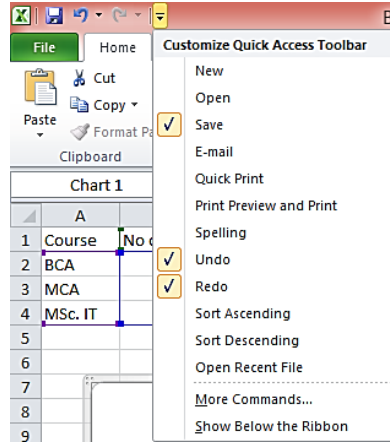 B
File Home Customize Quick Access Toolbar
Cut New
Copy Open
Paste Format Pa Save
Clipboard E-mail
Quick Print
Chart 1 Print Preview and Print
A Spelling
1 Course No Undo
2 BCA Redo
3 MCA Sort Ascending
4 MSc. IT Sort Descending
5 Open Recent File
6
7 More Commands...
8 Show Below the Ribbon
9